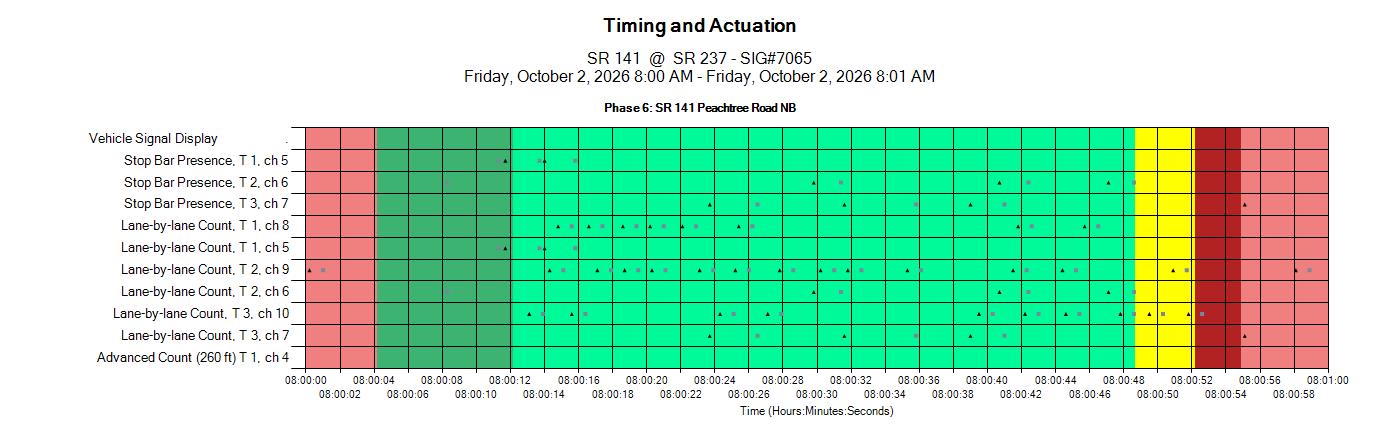 Timing and Actuation
SR 141 @ SR 237 - SIG#7065
Friday, October 2, 2026 8:00 AM - Friday, October 2, 2026 8:01 AM
Phase 6: SR 141 Peachtree Road NB
Vehicle Signal Display .
Stop Bar Presence, T 1, ch 5
Stop Bar Presence, T 2, ch 6
Stop Bar Presence, T 3, ch 7
Lane-by-lane Count, T 1, ch 8
Lane-by-lane Count, T 1, ch 5
Lane-by-lane Count, T 2, ch 9
Lane-by-lane Count, T 2, ch 6
Lane-by-lane Count, T 3, ch 10
Lane-by-lane Count, T 3, ch 7
Advanced Count (260 ft) T 1, ch 4
08:00:00 08:00:04 08:00:08 08:00:12 08:00:16 08:00:20 08:00:24 08:00:28 08:00:32 08:00:36 08:00:40 08:00:44 08:00:48 08:00:52 08:00:56 08:01:00
08:00:02 08:00:06 08:00:10 08:00:14 08:00:18 08:00:22 08:00:26 08:00:30 08:00:34 08:00:38 08:00:42 08:00:46 08:00:50 08:00:54 08:00:58
Time (Hours:Minutes:Seconds)